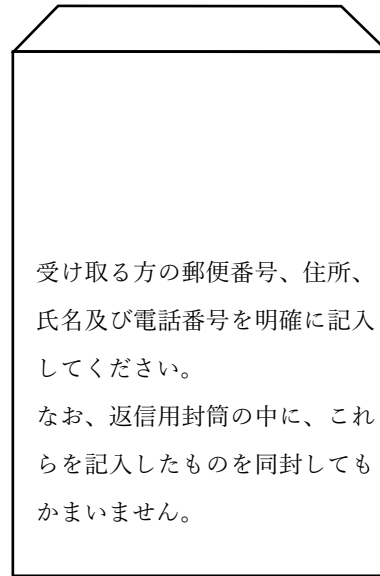 受け取る方の郵便番号、住所、
氏名及び電話番号を明確に記入
してください。
なお、返信用封筒の中に、これ
らを記入したものを同封しても
かまいません。